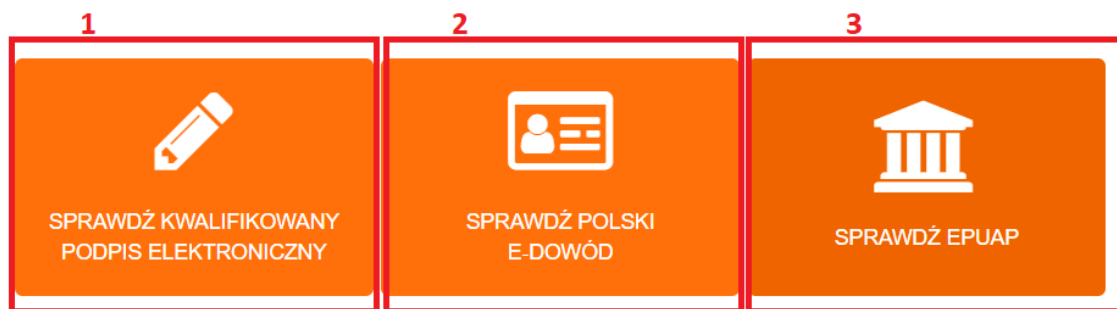 1
2
3
SPRAWDŹ KWALIFIKOWANY
PODPIS ELEKTRONICZNY
SPRAWDŹ POLSKI
E-DOWÓD
SPRAWDŹ EPUAP